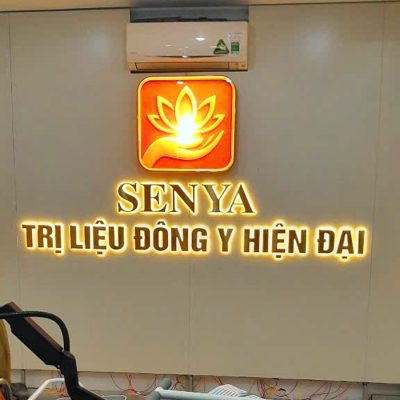 SENYA
TRỊ LIỆU ĐÔNG Y HIỆN ĐẠI